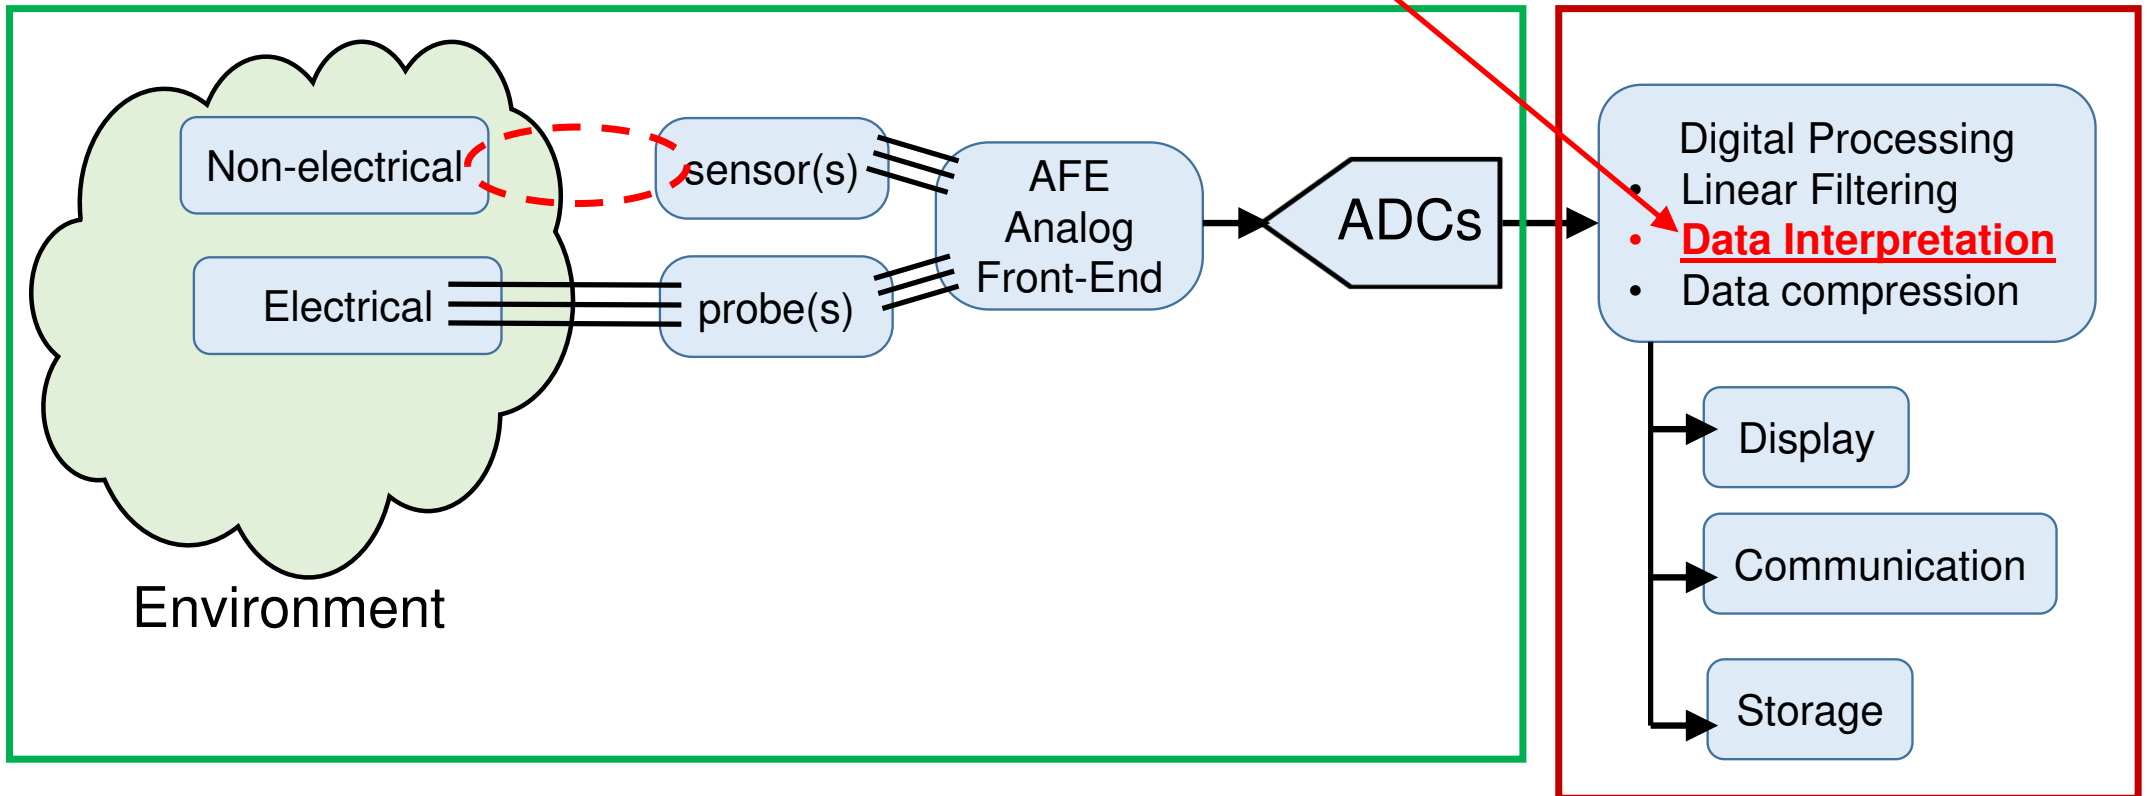 Non-electrical
sensor(s)
Electrical
probe(s)
Environment
AFE
Analog
Front-End
ADCs
Digital Processing
• Linear Filtering
• Data Interpretation
• Data compression
Display
Communication
Storage